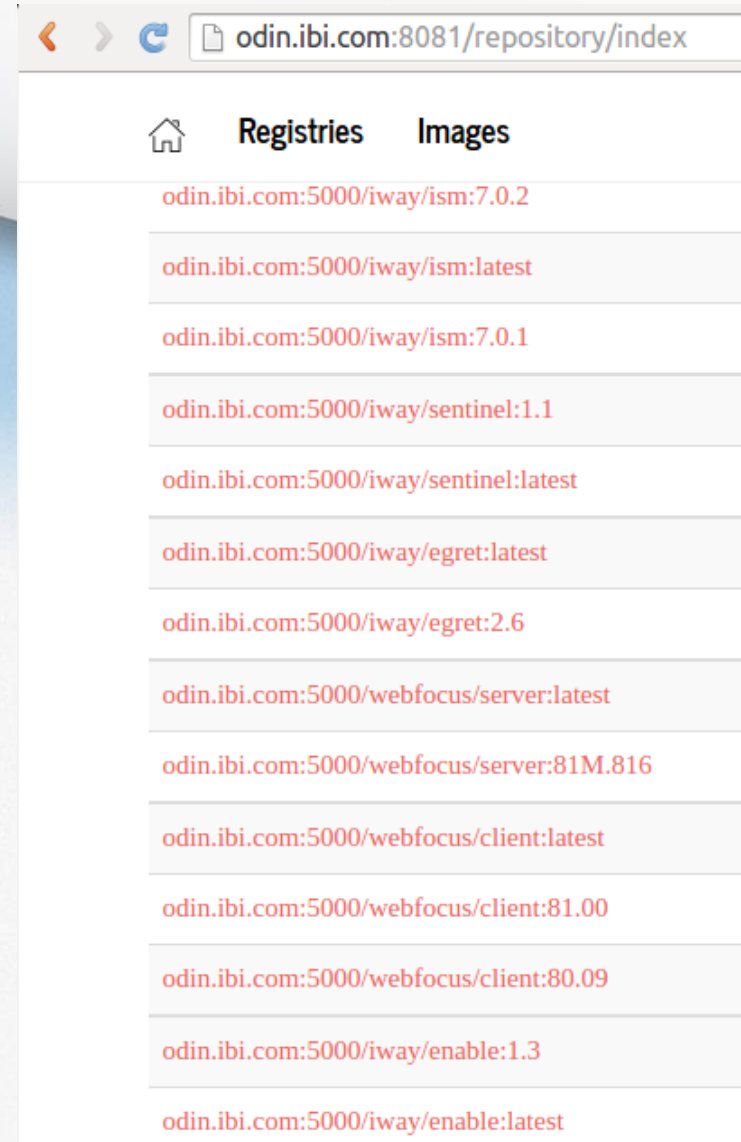 odin.ibi.com:8081/repository/index
Registries Images
odin.ibi.com:5000/iway/ism:7.0.2
odin.ibi.com:5000/iway/ism:latest
odin.ibi.com:5000/iway/ism:7.0.1
odin.ibi.com:5000/iway/sentinel:1.1
odin.ibi.com:5000/iway/sentinel:latest
odin.ibi.com:5000/iway/egret:latest
odin.ibi.com:5000/iway/egret:2.6
odin.ibi.com:5000/webfocus/server:latest
odin.ibi.com:5000/webfocus/server:81M.816
odin.ibi.com:5000/webfocus/client:latest
odin.ibi.com:5000/webfocus/client:81.00
odin.ibi.com:5000/webfocus/client:80.09
odin.ibi.com:5000/iway/enable:1.3
odin.ibi.com:5000/iway/enable:latest